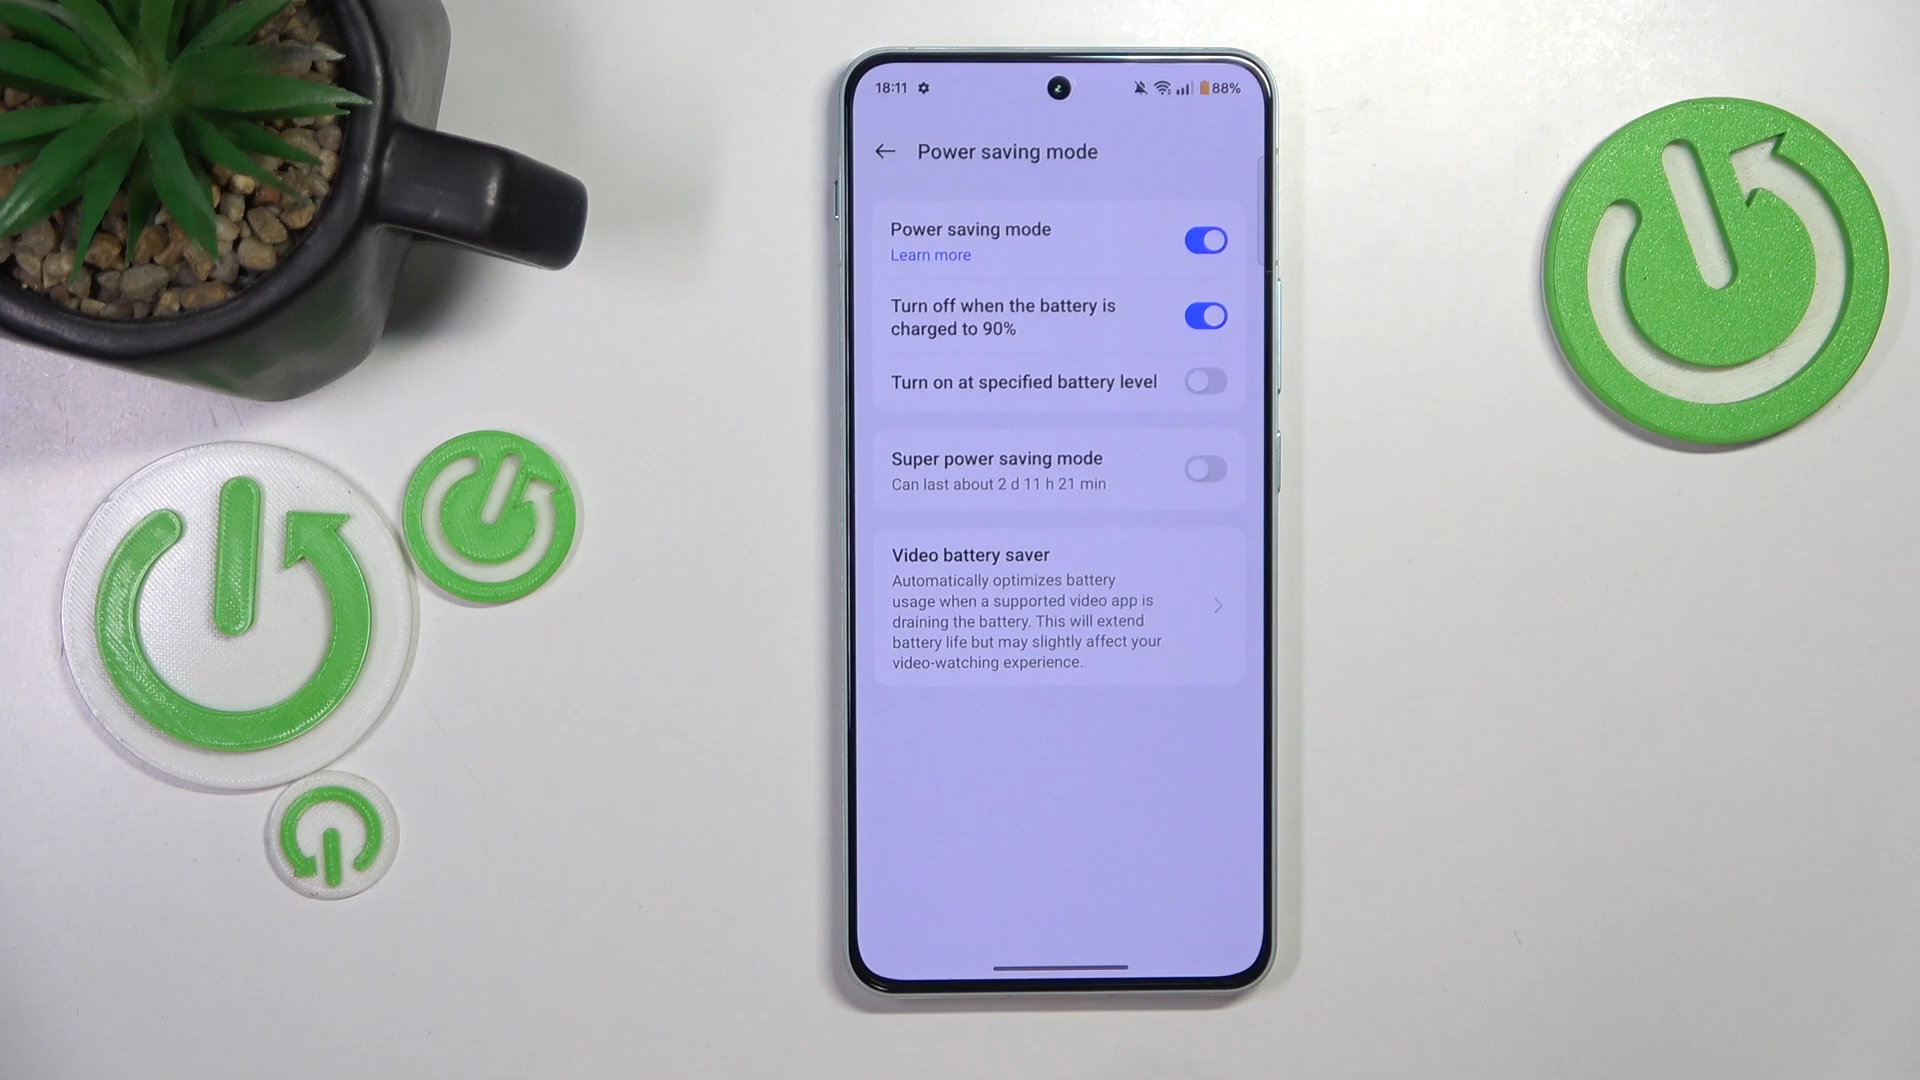 18:11
88%
Power saving mode
Power saving mode
Learn more
Turn off when the battery is
charged to 90%
Turn on at specified battery level
Super power saving mode
Can last about 2 d 11 h 21 min
Video battery saver
Automatically optimizes battery
usage when a supported video app is
draining the battery. This will extend
battery life but may slightly affect your
video-watching experience.